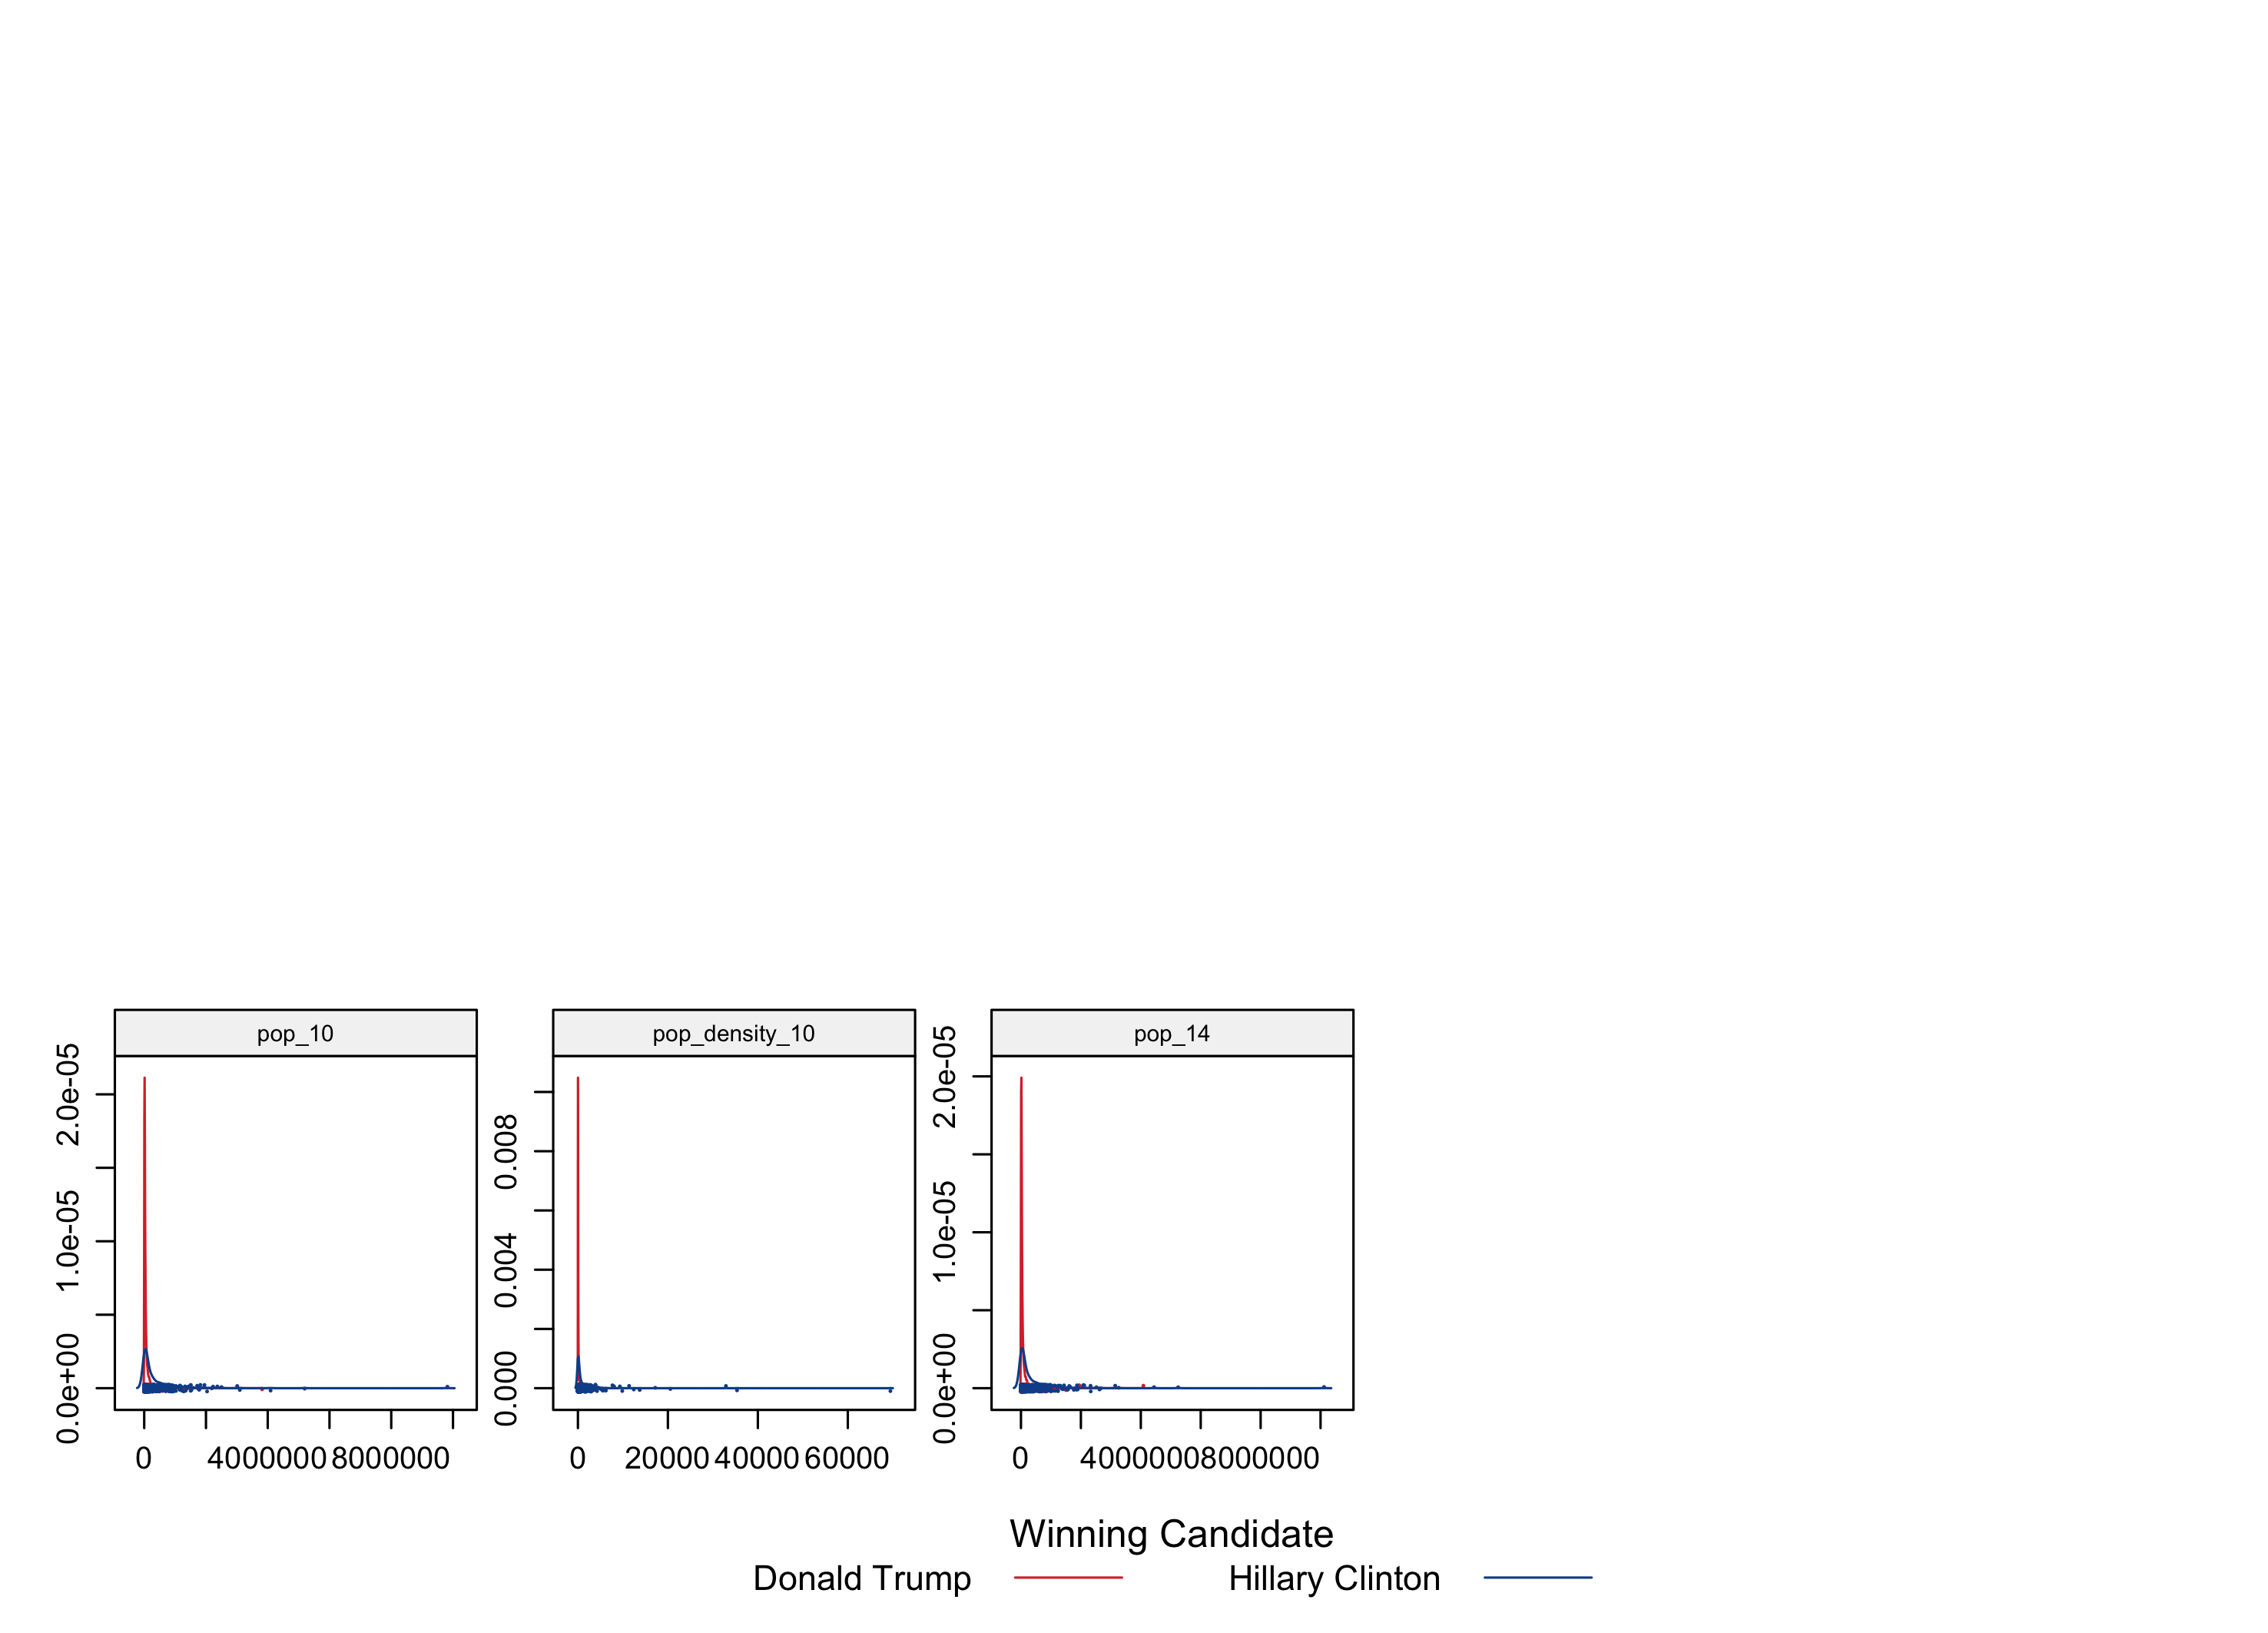 pop_10
pop_density_10
pop_14
0.0e+00 1.0e-05 2.0e-05
0.000 0.004 0.008
0.0e+00 1.0e-05 2.0e-05
0 4000000 8000000
0 20000 40000 60000
0 4000000 8000000
Winning Candidate
Donald Trump
Hillary Clinton